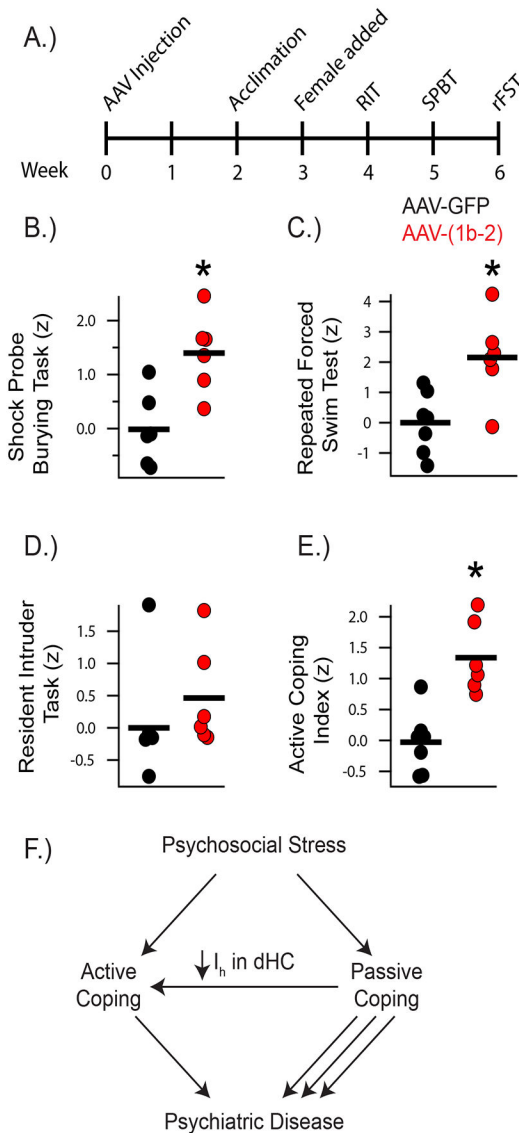 A.)
AAV Injection
Acclimation
Female added
RIT
SPBT
rFST
Week
0
1
2
3
4
5
6
AAV-GFP
AAV-(1b-2)
B.)
*
Shock Probe
Burying Task (z)
2.0
1.0
0.0
C.)
*
Repeated Forced
Swim Test (z)
4
3
2
1
0
-1
D.)
Resident Intruder
Task (z)
1.5
1.0
0.5
0.0
-0.5
E.)
*
Active Coping
Index (z)
2.0
1.5
1.0
0.5
0.0
-0.5
F.)
Psychosocial Stress
↓ Iₕ in dHC
Active
Coping
Passive
Coping
Psychiatric Disease